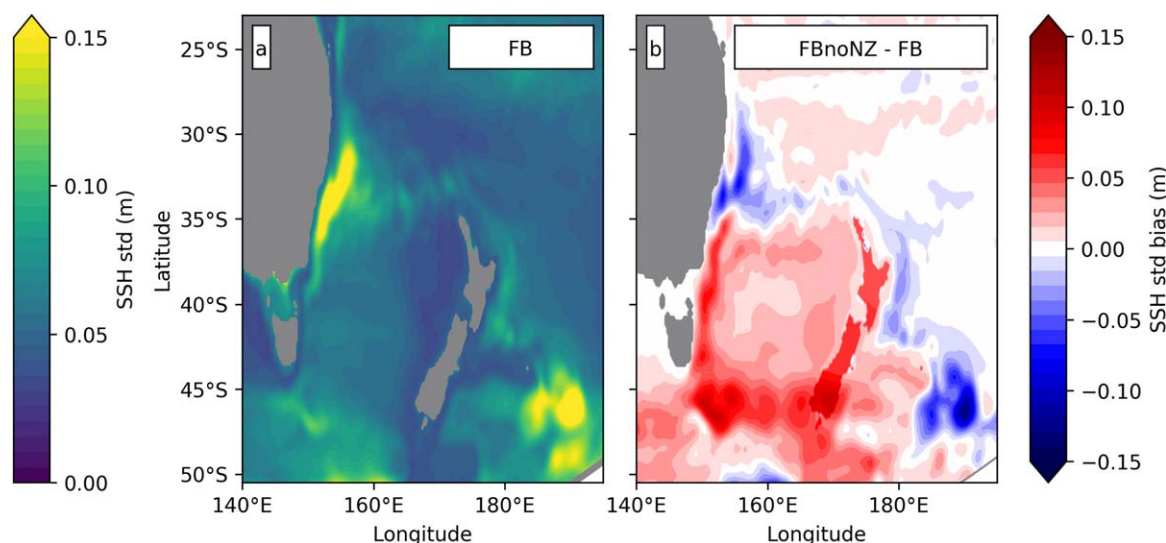 a
FB
b
FBnoNZ - FB
0.15
0.10
0.05
0.00
SSH std (m)
25°S
30°S
35°S
40°S
45°S
50°S
Latitude
140°E
160°E
180°E
Longitude
140°E
160°E
180°E
Longitude
0.15
0.10
0.05
0.00
−0.05
−0.10
−0.15
SSH std bias (m)